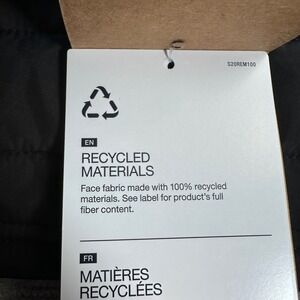 S20REM100
EN
RECYCLED
MATERIALS
Face fabric made with 100% recycled
materials. See label for product's full
fiber content.
FR
MATIÈRES
RECYCLÉES